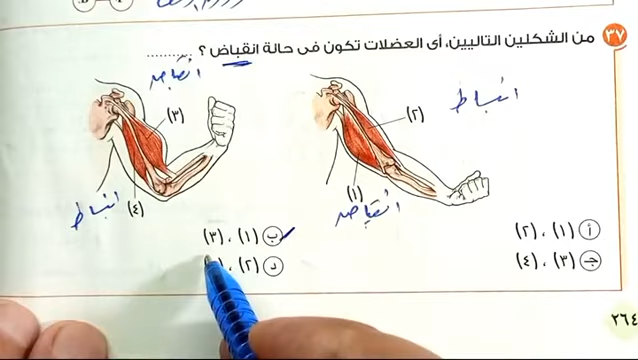 ٣٧ من الشكلين التاليين، أى العضلات تكون فى حالة انقباض ؟ ..........
انقباض
انبساط
(٣)
(٢)
انبساط
(٤)
(١)
انقباض
أ (١)، (٢)
ب (١)، (٣)
جـ (٣)، (٤)
د (٢)،
٢٦٤